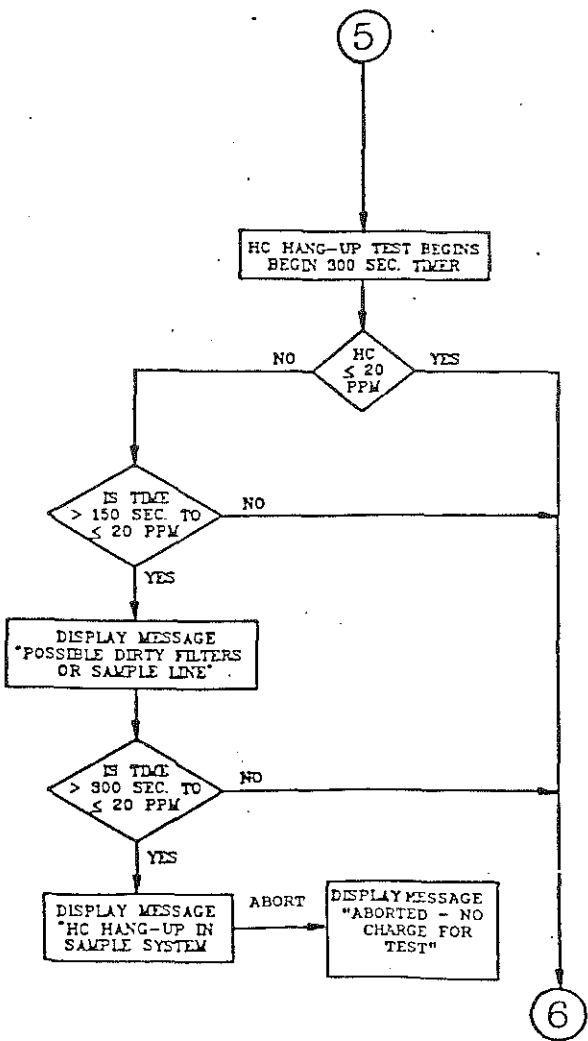 5
HC HANG-UP TEST BEGINS
BEGIN 300 SEC. TIMER
NO
HC
≤ 20
PPM
YES
IS TIME
> 150 SEC. TO
≤ 20 PPM
NO
YES
DISPLAY MESSAGE
"POSSIBLE DIRTY FILTERS
OR SAMPLE LINE"
IS TIME
> 300 SEC. TO
≤ 20 PPM
NO
YES
DISPLAY MESSAGE
"HC HANG-UP IN
SAMPLE SYSTEM
ABORT
DISPLAY MESSAGE
"ABORTED - NO
CHARGE FOR
TEST"
6